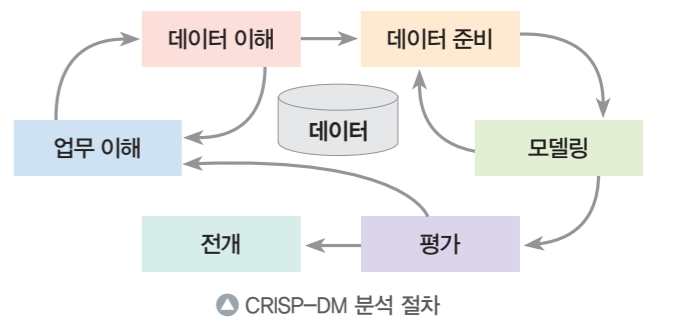 데이터 이해
데이터 준비
데이터
업무 이해
모델링
전개
평가
CRISP-DM 분석 절차